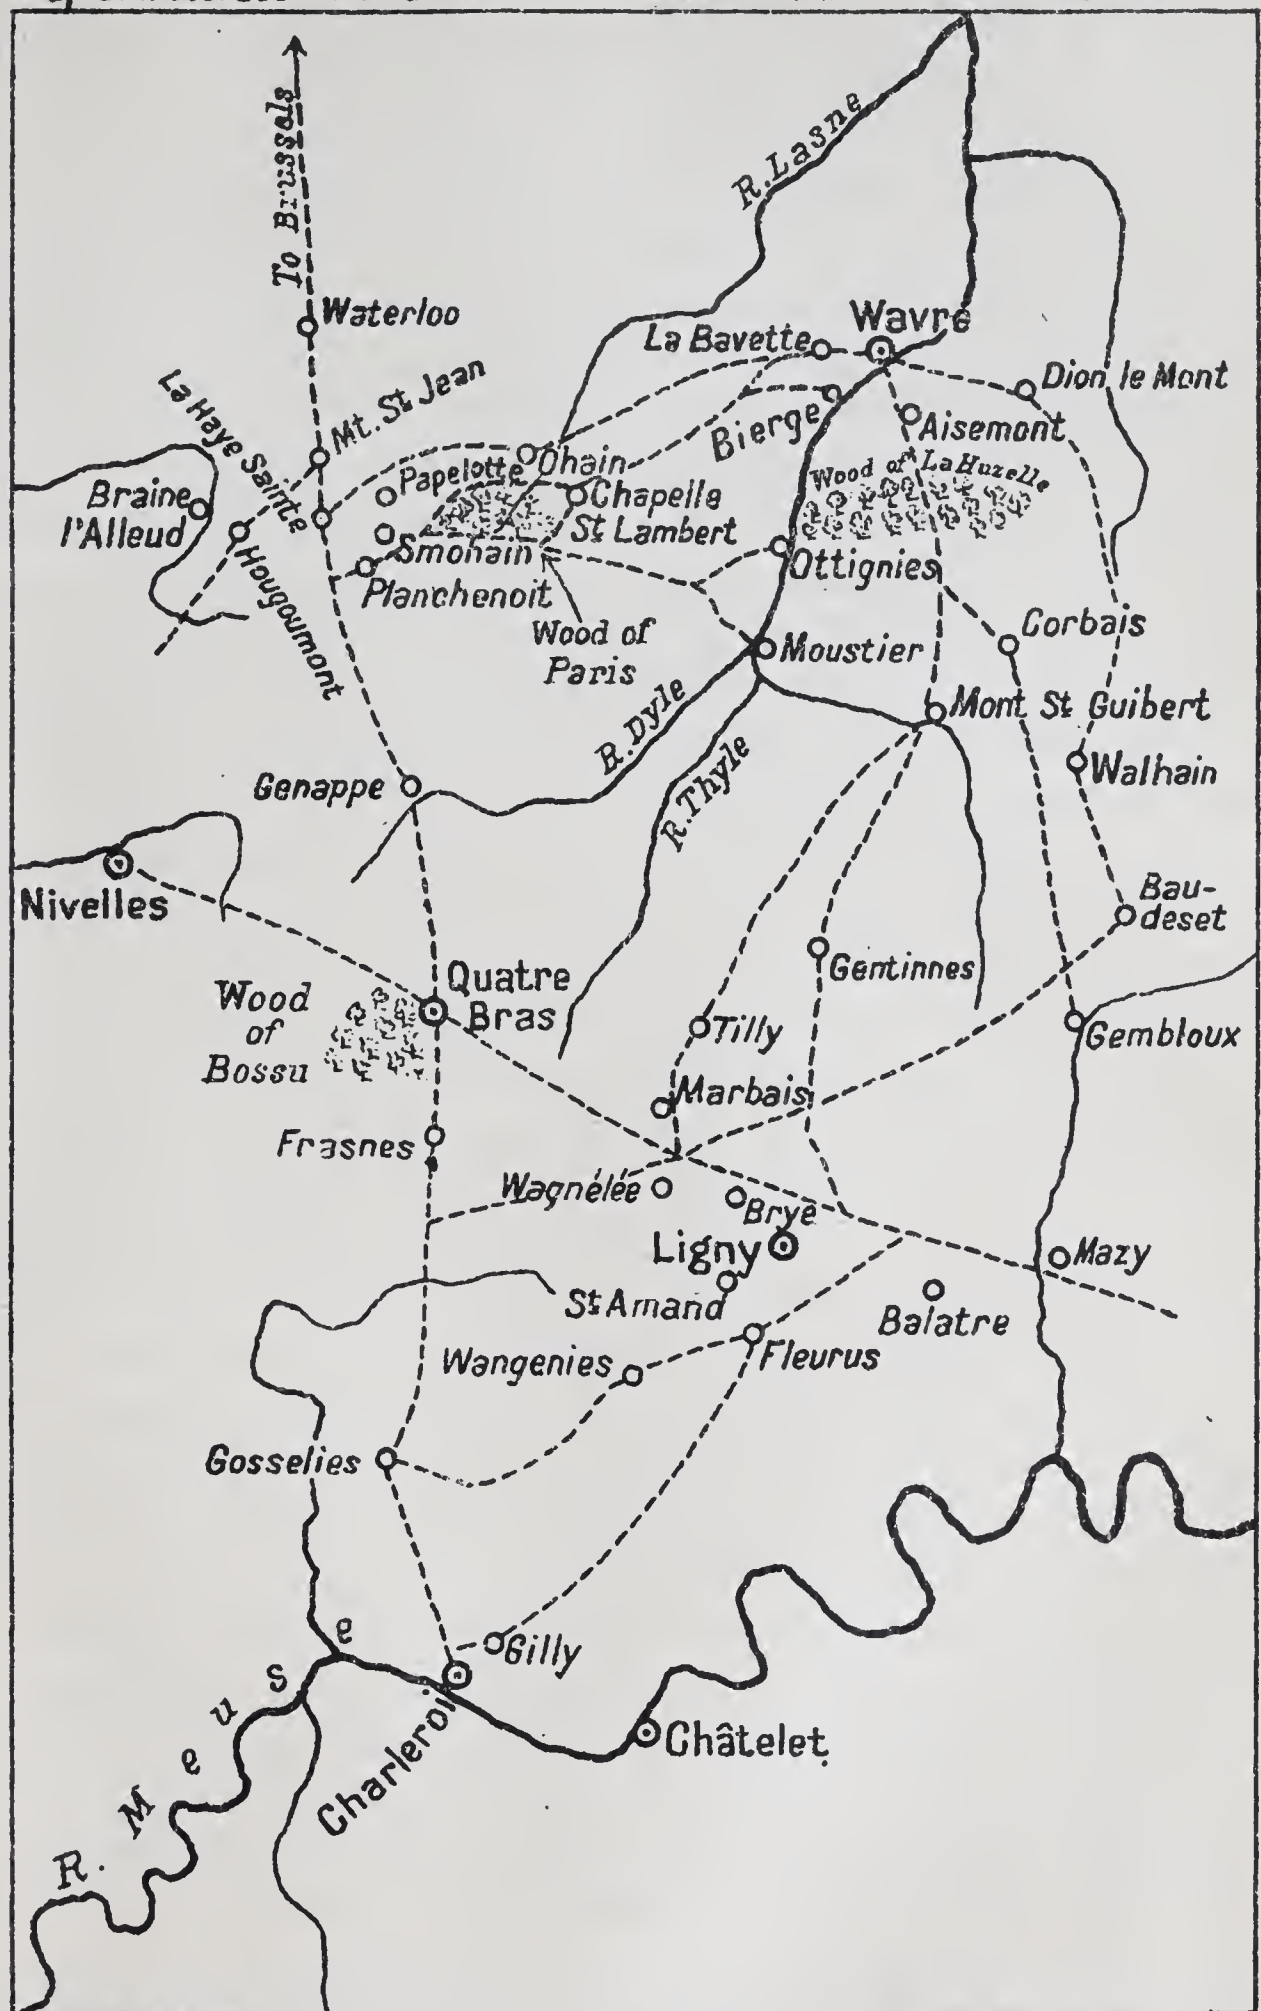 R. Lasne
To Brussels
Waterloo
La Bavette
Wavre
Dion le Mont
La Haye Sainte
Mt. St Jean
Bierge
Aisemont
Papelotte
Ohain
Wood of La Huzelle
Braine
l'Alleud
Chapelle
St Lambert
Smohain
Hougoumont
Planchenoit
Ottignies
Wood of
Paris
Corbais
Moustier
Mont St Guibert
R. Dyle
R. Thyle
Walhain
Genappe
Nivelles
Bau-
deset
Quatre
Bras
Wood
of
Bossu
Gentinnes
Tilly
Gembloux
Marbais
Frasnes
Wagnélée
Brye
Ligny
Mazy
St Amand
Balatre
Wangenies
Fleurus
Gosselies
Gilly
R. Meuse
Charleroi
Châtelet